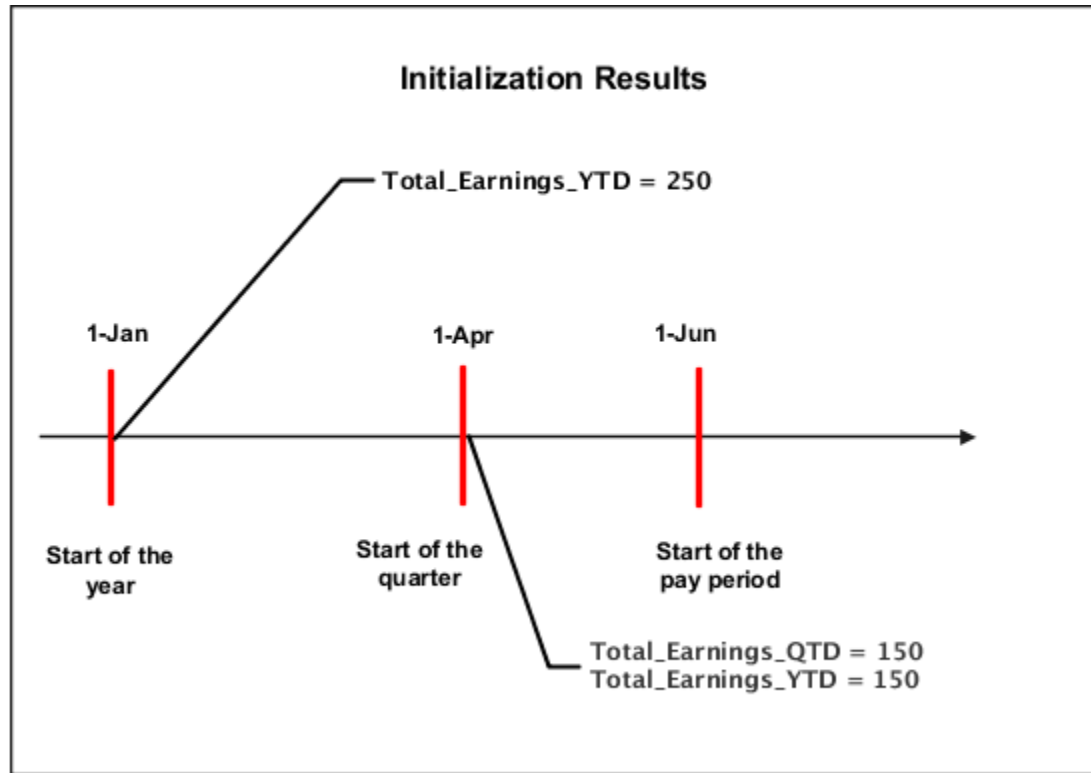 Initialization Results
Total_Earnings_YTD = 250
1-Jan
1-Apr
1-Jun
Start of the
year
Start of the
quarter
Start of the
pay period
Total_Earnings_QTD = 150
Total_Earnings_YTD = 150